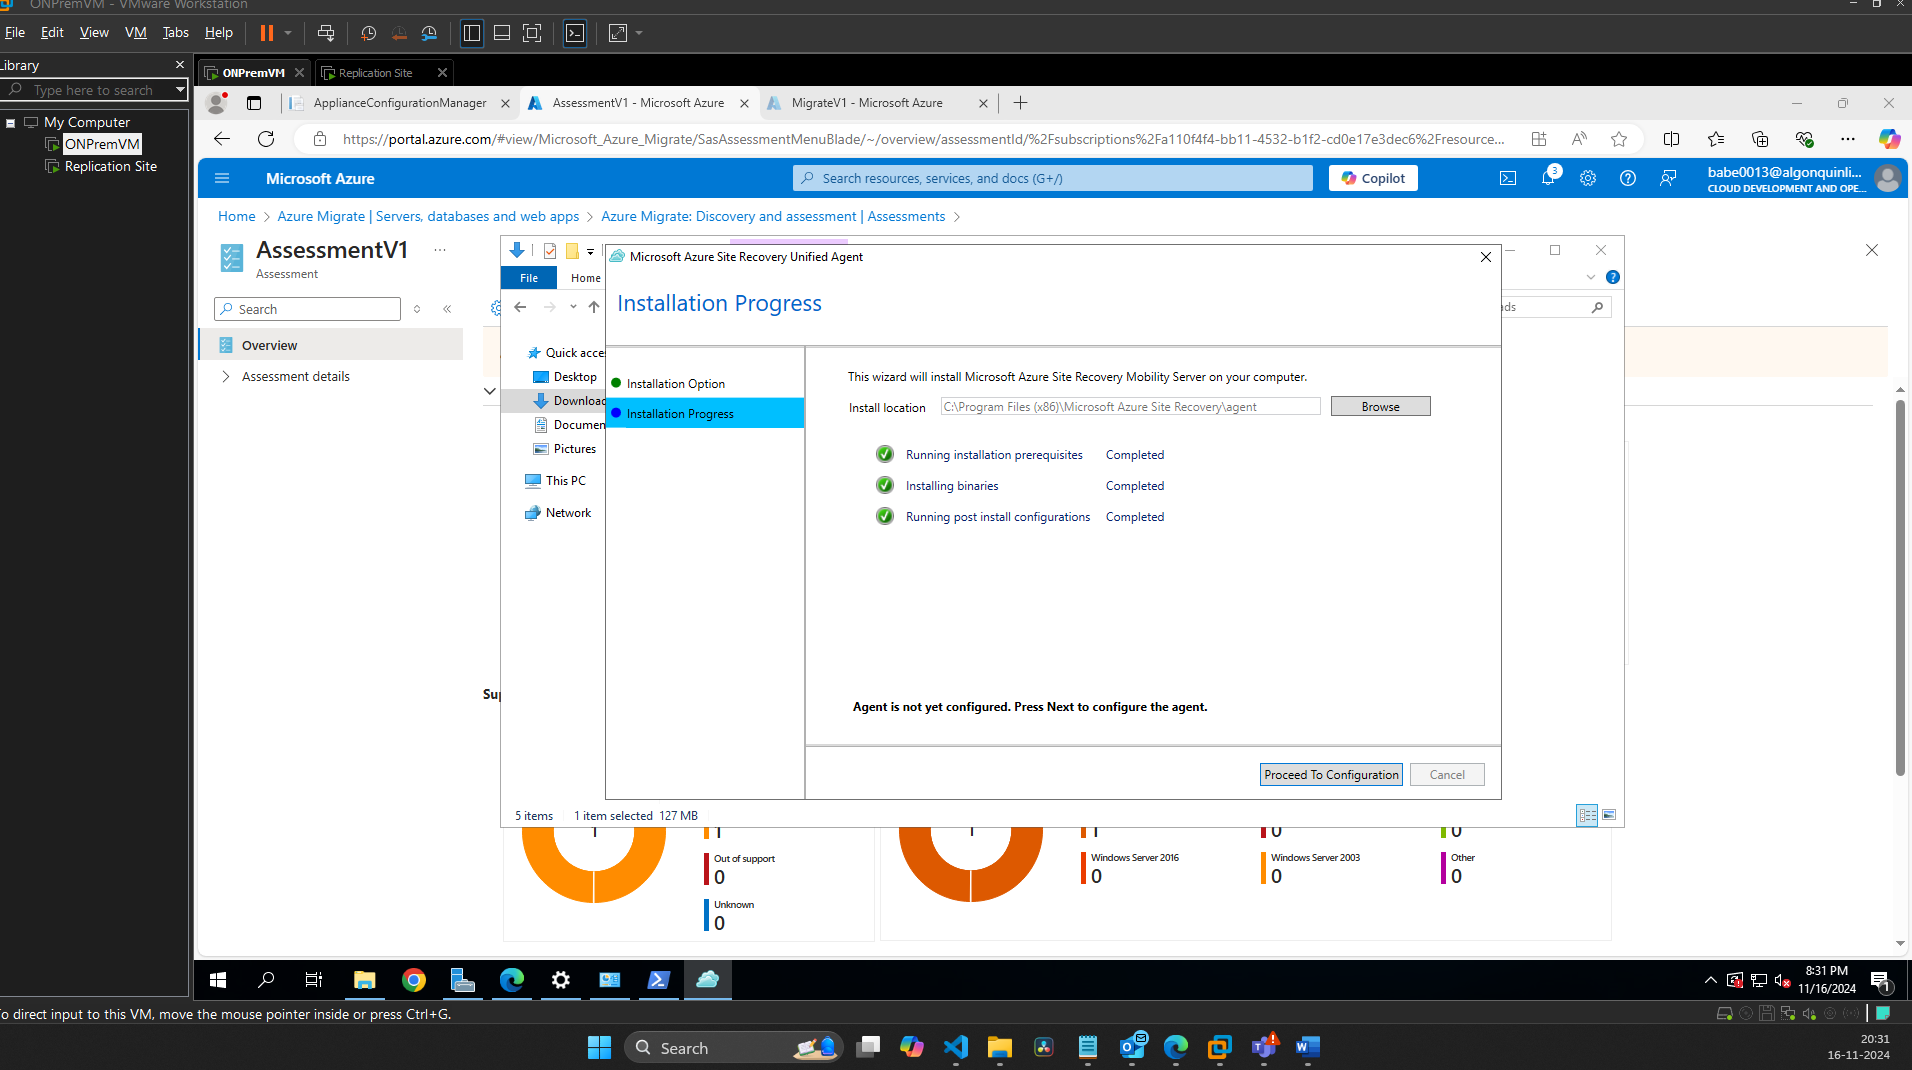 ONPremVM - VMware Workstation
File Edit View VM Tabs Help
Library
Type here to search
My Computer
ONPremVM
Replication Site
ONPremVM
Replication Site
ApplianceConfigurationManager
AssessmentV1 - Microsoft Azure
MigrateV1 - Microsoft Azure
https://portal.azure.com/#view/Microsoft_Azure_Migrate/SasAssessmentMenuBlade/~/overview/assessmentId/%2Fsubscriptions%2Fa110f4f4-bb11-4532-b1f2-cd0e17e3dec6%2Fresource...
Microsoft Azure
Search resources, services, and docs (G+/)
Copilot
3
babe0013@algonquinli...
CLOUD DEVELOPMENT AND OPE...
Home > Azure Migrate | Servers, databases and web apps > Azure Migrate: Discovery and assessment | Assessments >
AssessmentV1 ...
Assessment
Search
Overview
Assessment details
File Home
Quick acce
Desktop
Download
Documen
Pictures
This PC
Network
5 items 1 item selected 127 MB
Microsoft Azure Site Recovery Unified Agent
Installation Progress
Installation Option
Installation Progress
This wizard will install Microsoft Azure Site Recovery Mobility Server on your computer.
Install location C:\Program Files (x86)\Microsoft Azure Site Recovery\agent Browse
Running installation prerequisites Completed
Installing binaries Completed
Running post install configurations Completed
Agent is not yet configured. Press Next to configure the agent.
Proceed To Configuration Cancel
1
1
Out of support
0
Unknown
0
1
1
0
0
Windows Server 2016
0
Windows Server 2003
0
Other
0
8:31 PM
11/16/2024
1
To direct input to this VM, move the mouse pointer inside or press Ctrl+G.
Search
20:31
16-11-2024